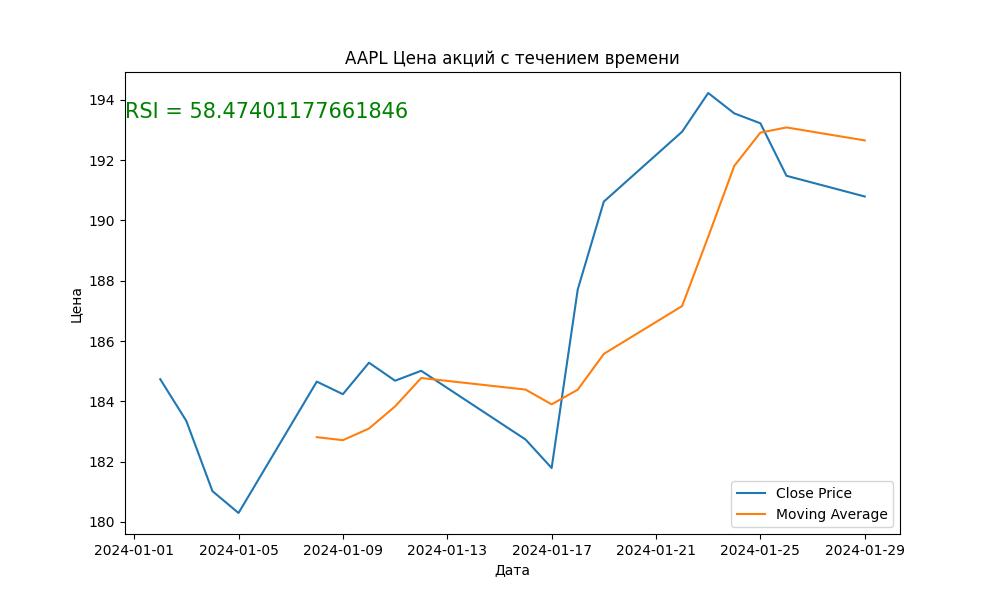 AAPL Цена акций с течением времени
RSI = 58.47401177661846
194
192
190
188
186
184
182
180
Цена
Close Price
Moving Average
2024-01-01 2024-01-05 2024-01-09 2024-01-13 2024-01-17 2024-01-21 2024-01-25 2024-01-29
Дата